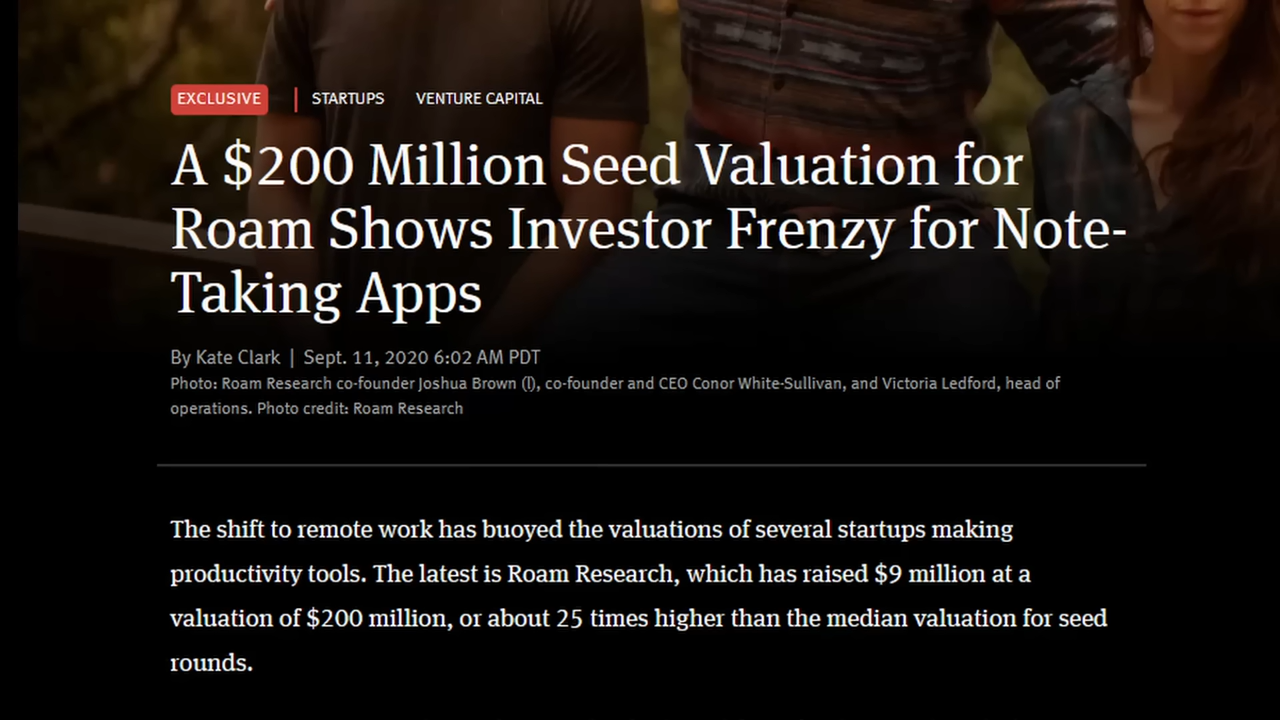 EXCLUSIVE | STARTUPS VENTURE CAPITAL
A $200 Million Seed Valuation for
Roam Shows Investor Frenzy for Note-
Taking Apps
By Kate Clark | Sept. 11, 2020 6:02 AM PDT
Photo: Roam Research co-founder Joshua Brown (l), co-founder and CEO Conor White-Sullivan, and Victoria Ledford, head of
operations. Photo credit: Roam Research
The shift to remote work has buoyed the valuations of several startups making
productivity tools. The latest is Roam Research, which has raised $9 million at a
valuation of $200 million, or about 25 times higher than the median valuation for seed
rounds.